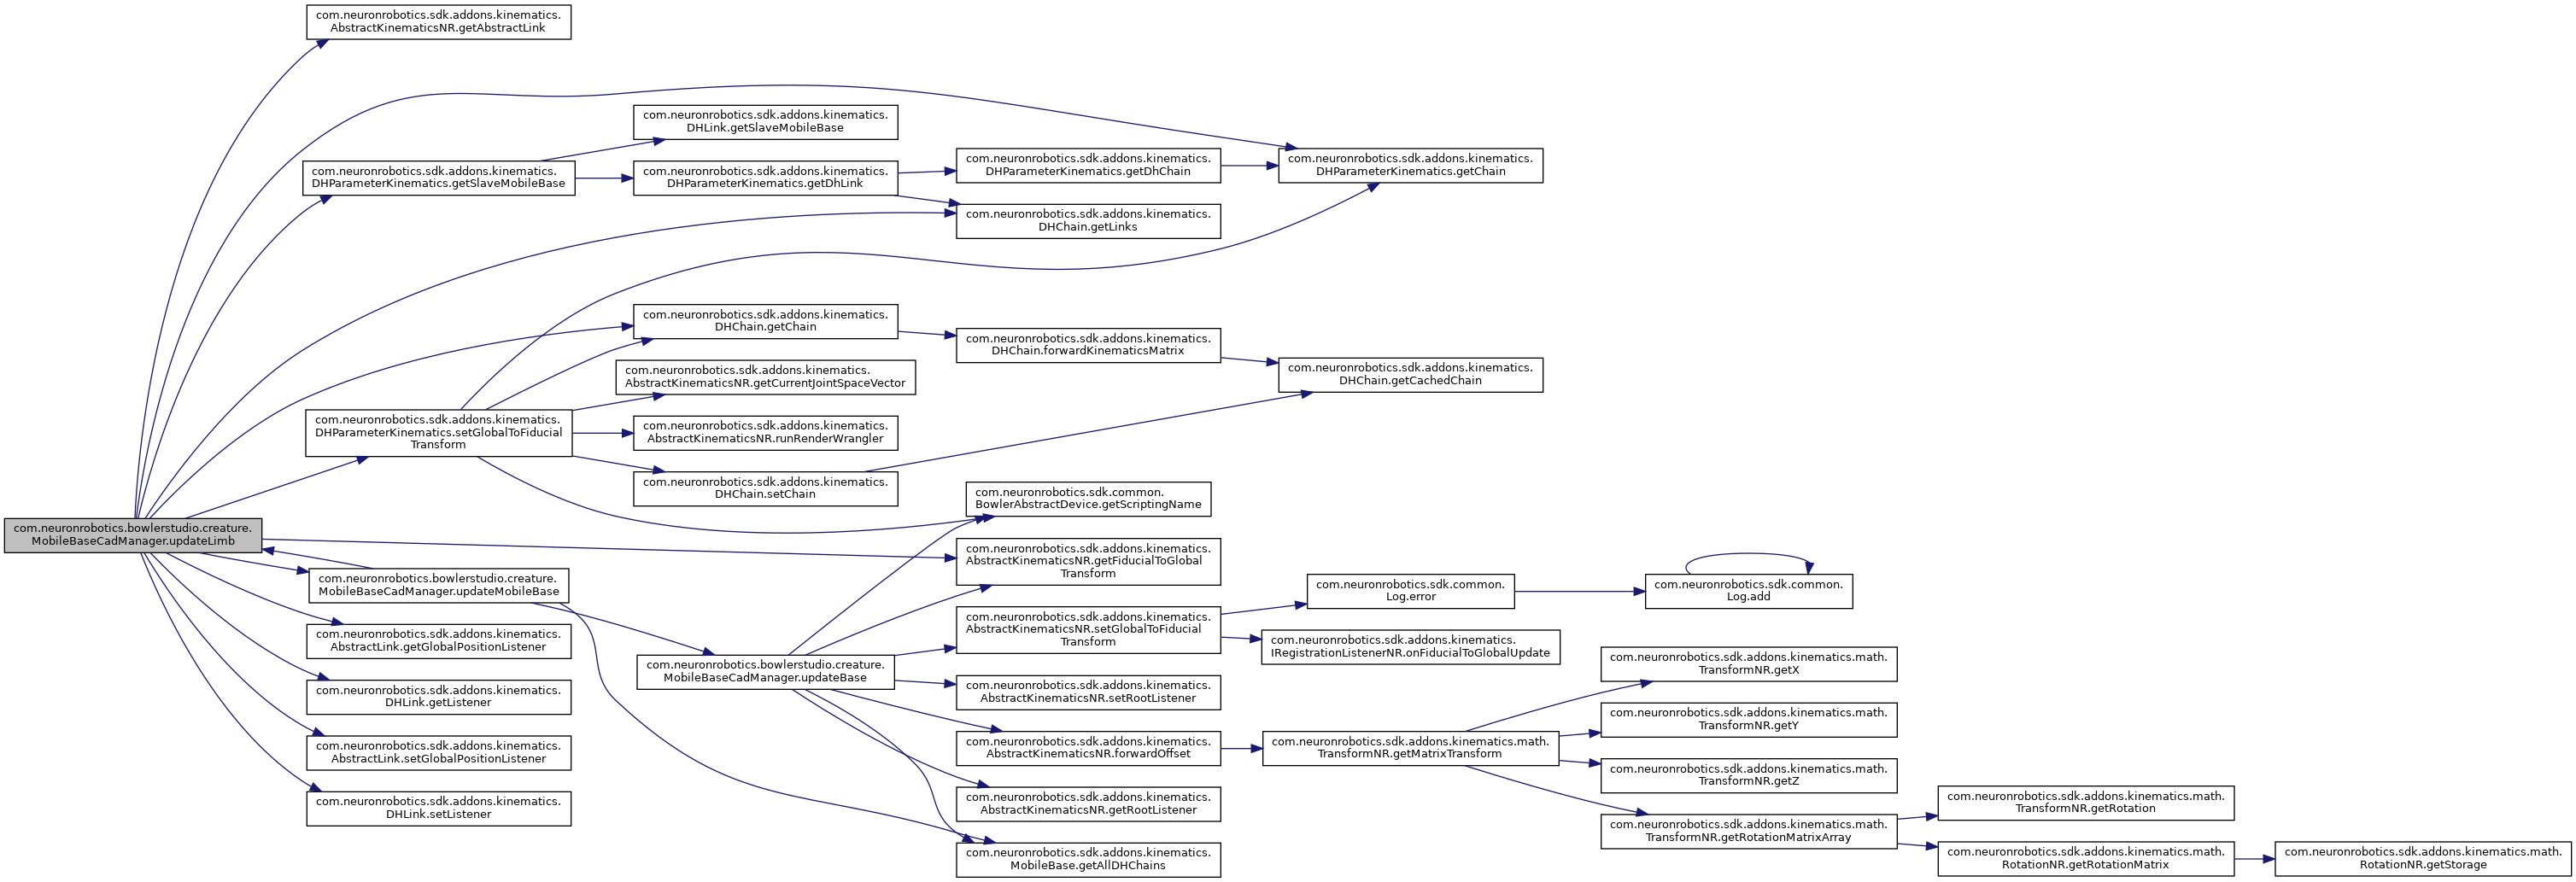 com.neuronrobotics.bowlerstudio.creature.
MobileBaseCadManager.updateLimb
com.neuronrobotics.sdk.addons.kinematics.
AbstractKinematicsNR.getAbstractLink
com.neuronrobotics.sdk.addons.kinematics.
DHParameterKinematics.getSlaveMobileBase
com.neuronrobotics.sdk.addons.kinematics.
DHParameterKinematics.setGlobalToFiducial
Transform
com.neuronrobotics.bowlerstudio.creature.
MobileBaseCadManager.updateMobileBase
com.neuronrobotics.sdk.addons.kinematics.
AbstractLink.getGlobalPositionListener
com.neuronrobotics.sdk.addons.kinematics.
DHLink.getListener
com.neuronrobotics.sdk.addons.kinematics.
AbstractLink.setGlobalPositionListener
com.neuronrobotics.sdk.addons.kinematics.
DHLink.setListener
com.neuronrobotics.sdk.addons.kinematics.
DHLink.getSlaveMobileBase
com.neuronrobotics.sdk.addons.kinematics.
DHParameterKinematics.getDhLink
com.neuronrobotics.sdk.addons.kinematics.
DHChain.getChain
com.neuronrobotics.sdk.addons.kinematics.
AbstractKinematicsNR.getCurrentJointSpaceVector
com.neuronrobotics.sdk.addons.kinematics.
AbstractKinematicsNR.runRenderWrangler
com.neuronrobotics.sdk.addons.kinematics.
DHChain.setChain
com.neuronrobotics.bowlerstudio.creature.
MobileBaseCadManager.updateBase
com.neuronrobotics.sdk.addons.kinematics.
DHParameterKinematics.getDhChain
com.neuronrobotics.sdk.addons.kinematics.
DHChain.getLinks
com.neuronrobotics.sdk.addons.kinematics.
DHChain.forwardKinematicsMatrix
com.neuronrobotics.sdk.common.
BowlerAbstractDevice.getScriptingName
com.neuronrobotics.sdk.addons.kinematics.
AbstractKinematicsNR.getFiducialToGlobal
Transform
com.neuronrobotics.sdk.addons.kinematics.
AbstractKinematicsNR.setGlobalToFiducial
Transform
com.neuronrobotics.sdk.addons.kinematics.
AbstractKinematicsNR.setRootListener
com.neuronrobotics.sdk.addons.kinematics.
AbstractKinematicsNR.forwardOffset
com.neuronrobotics.sdk.addons.kinematics.
AbstractKinematicsNR.getRootListener
com.neuronrobotics.sdk.addons.kinematics.
MobileBase.getAllDHChains
com.neuronrobotics.sdk.addons.kinematics.
DHParameterKinematics.getChain
com.neuronrobotics.sdk.addons.kinematics.
DHChain.getCachedChain
com.neuronrobotics.sdk.common.
Log.error
com.neuronrobotics.sdk.addons.kinematics.
IRegistrationListenerNR.onFiducialToGlobalUpdate
com.neuronrobotics.sdk.addons.kinematics.math.
TransformNR.getMatrixTransform
com.neuronrobotics.sdk.common.
Log.add
com.neuronrobotics.sdk.addons.kinematics.math.
TransformNR.getX
com.neuronrobotics.sdk.addons.kinematics.math.
TransformNR.getY
com.neuronrobotics.sdk.addons.kinematics.math.
TransformNR.getZ
com.neuronrobotics.sdk.addons.kinematics.math.
TransformNR.getRotationMatrixArray
com.neuronrobotics.sdk.addons.kinematics.math.
TransformNR.getRotation
com.neuronrobotics.sdk.addons.kinematics.math.
RotationNR.getRotationMatrix
com.neuronrobotics.sdk.addons.kinematics.math.
RotationNR.getStorage